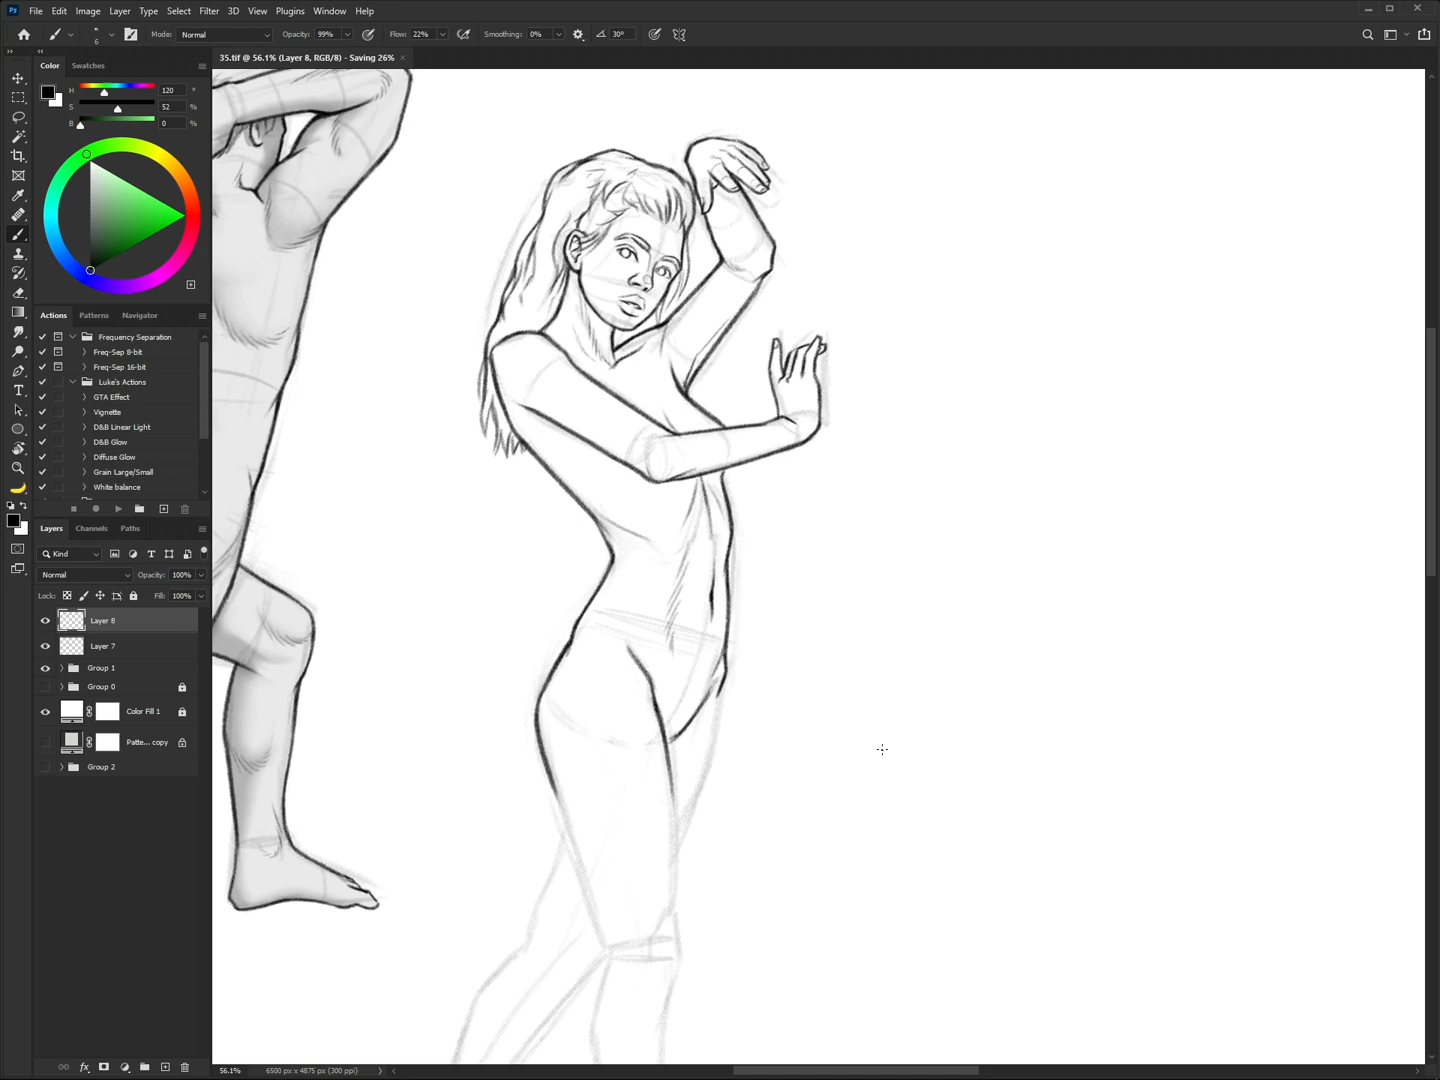 Ps File Edit Image Layer Type Select Filter 3D View Plugins Window Help
6 Mode: Normal Opacity: 99% Flow: 22% Smoothing: 0% 30°
35.tif @ 56.1% (Layer 8, RGB/8) - Saving 26% ×
Color Swatches
H 120 °
S 52 %
B 0 %
Actions Patterns Navigator
Frequency Separation
Freq-Sep 8-bit
Freq-Sep 16-bit
Luke's Actions
GTA Effect
Vignette
D&B Linear Light
D&B Glow
Diffuse Glow
Grain Large/Small
White balance
Layers Channels Paths
Kind
Normal Opacity: 100%
Lock: Fill: 100%
Layer 8
Layer 7
Group 1
Group 0
Color Fill 1
Patte... copy
Group 2
56.1% 6500 px x 4875 px (300 ppi)